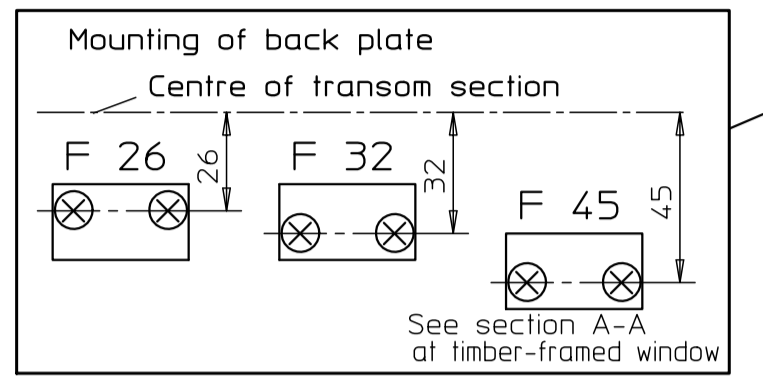 Mounting of back plate
Centre of transom section
F 26
26
F 32
32
F 45
45
See section A-A
at timber-framed window